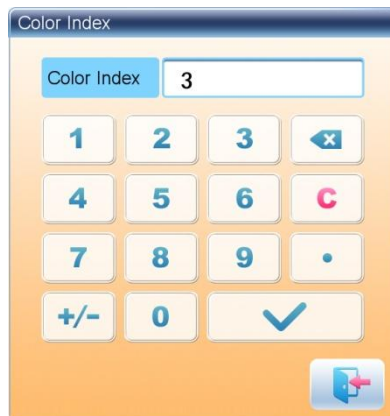 Color Index
Color Index 3
1 2 3
4 5 6 C
7 8 9 .
+/- 0